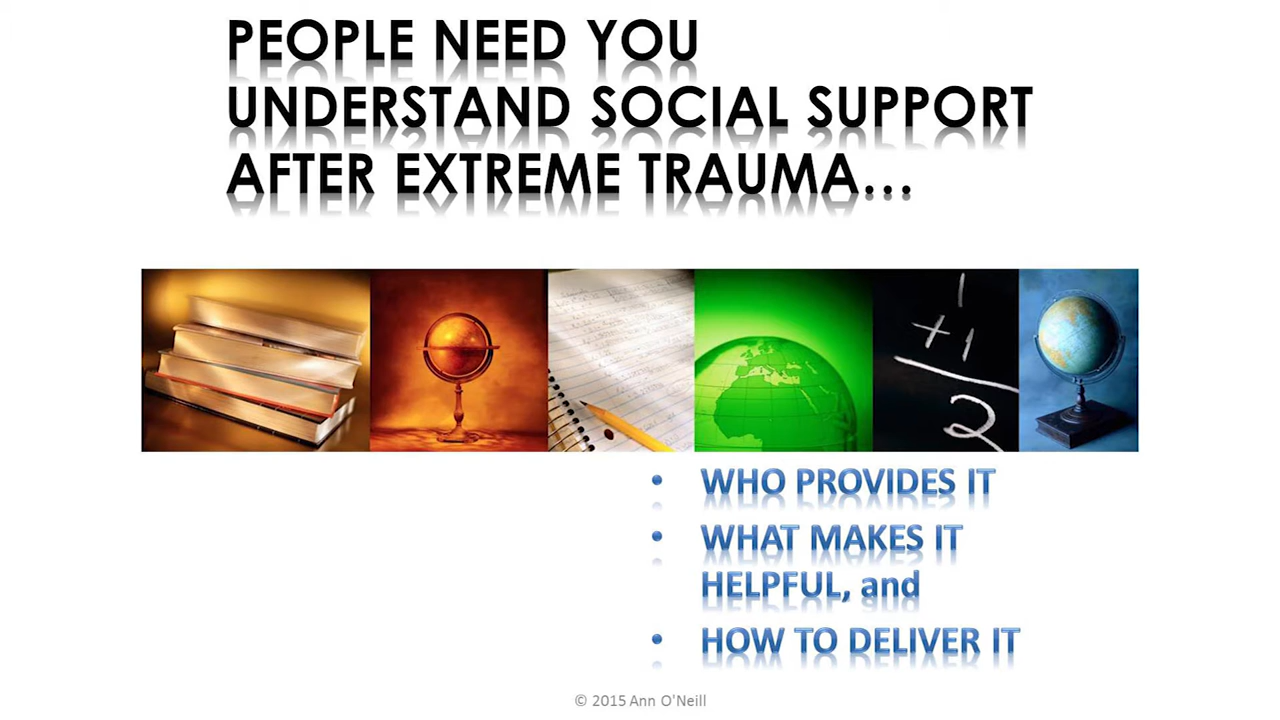 PEOPLE NEED YOU
UNDERSTAND SOCIAL SUPPORT
AFTER EXTREME TRAUMA…
1
+1
2
• WHO PROVIDES IT
• WHAT MAKES IT
HELPFUL, and
• HOW TO DELIVER IT
© 2015 Ann O'Neill